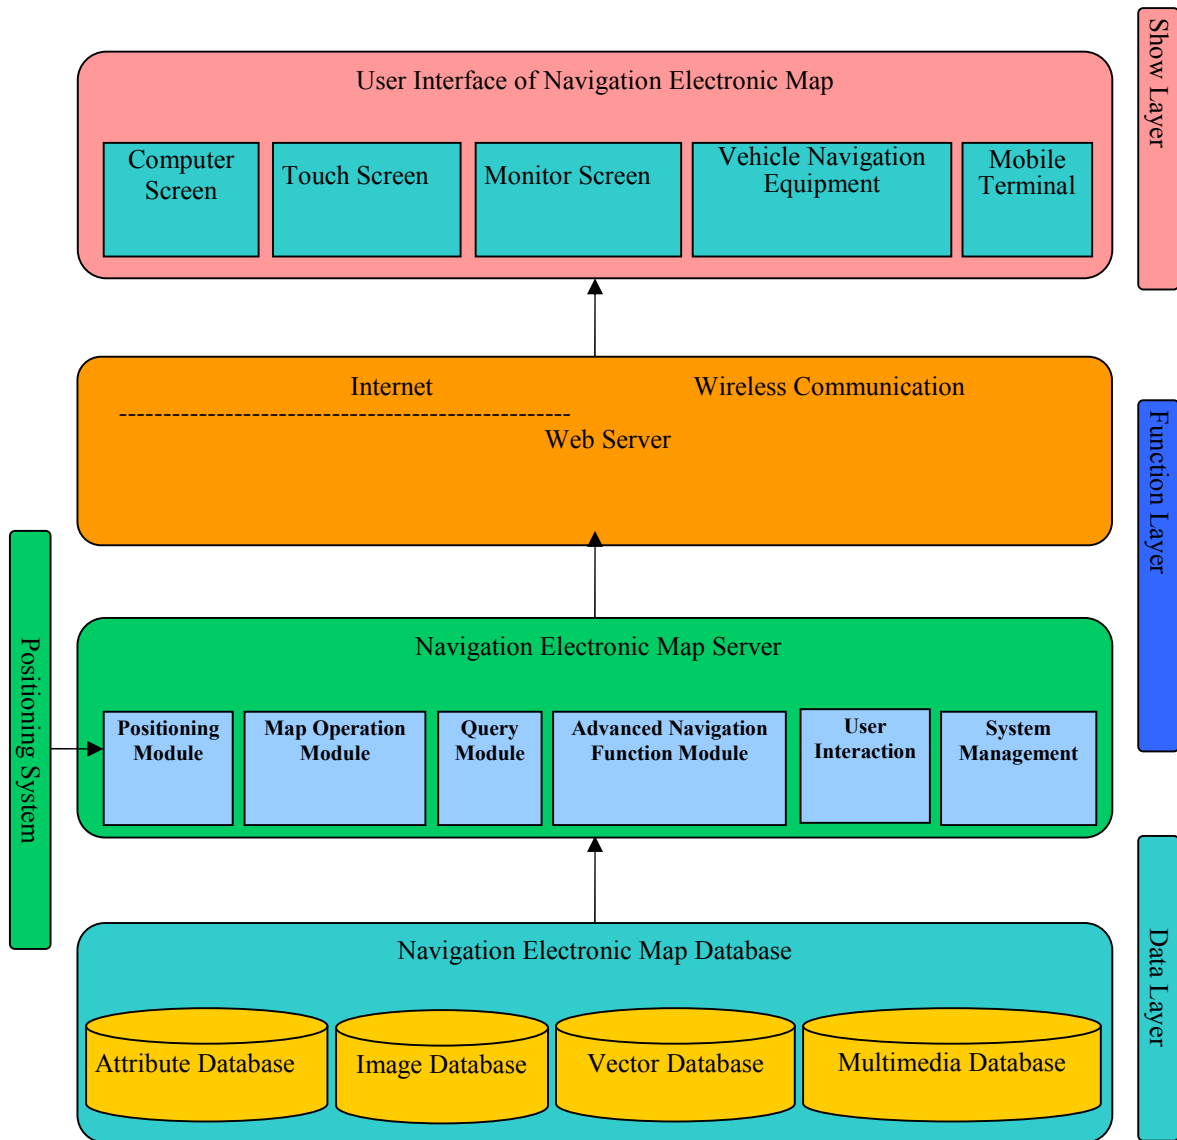 User Interface of Navigation Electronic Map
Computer
Screen
Touch Screen
Monitor Screen
Vehicle Navigation
Equipment
Mobile
Terminal
Show Layer
Internet
Wireless Communication
Web Server
Function Layer
Positioning System
Navigation Electronic Map Server
Positioning
Module
Map Operation
Module
Query
Module
Advanced Navigation
Function Module
User
Interaction
System
Management
Navigation Electronic Map Database
Attribute Database
Image Database
Vector Database
Multimedia Database
Data Layer